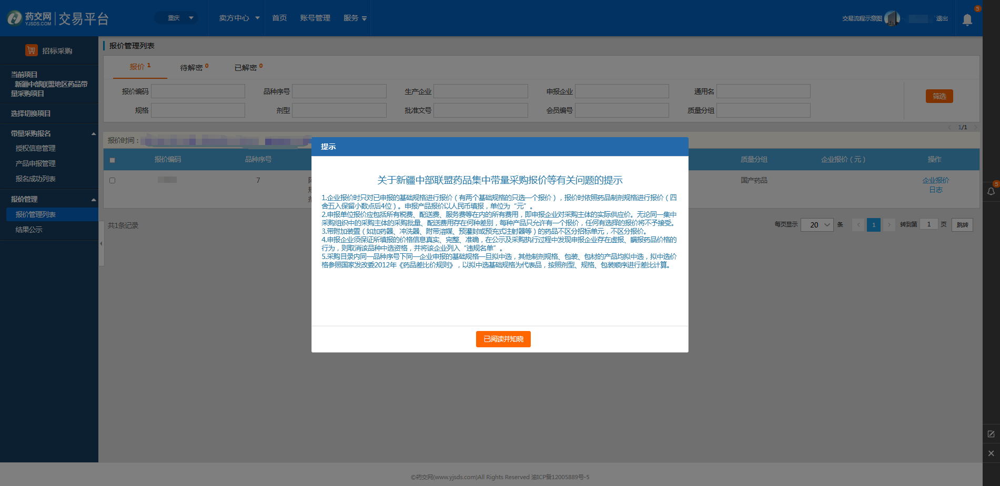 药交网 YJSDS.COM 交易平台
重庆
卖方中心 首页 账号管理 服务
交易流程示意图 退出 5
招标采购
当前项目
新疆中部联盟地区药品带
量采购项目
选择切换项目
带量采购报名
授权信息管理
产品申报管理
报名成功列表
报价管理
报价管理列表
结果公示
报价管理列表
报价 1 待解密 0 已解密 0
报价编码 品种序号 生产企业 申报企业 通用名
筛选
规格 剂型 批准文号 会员编号 质量分组
1/1
报价时间：
报价编码 品种序号 质量分组 企业报价（元） 操作
7 国产药品 企业报价
日志
共1条记录
每页显示 20 条 1 转到第 1 页 跳转
5
提示
关于新疆中部联盟药品集中带量采购报价等有关问题的提示
1.企业报价时只对已申报的基础规格进行报价（有两个基础规格的只选一个报价），报价时依照药品制剂规格进行报价（四
舍五入保留小数点后4位）。申报产品报价以人民币填报，单位为“元”。
2.申报单位报价应包括所有税费、配送费、服务费等在内的所有费用，即申报企业对采购主体的实际供应价。无论同一集中
采购组织中的采购主体的采购批量、配送费用存在何种差别，每种产品只允许有一个报价，任何有选择的报价将不予接受。
3.带附加装置（如加药器、冲洗器、附带溶媒、预灌封或预充式注射器等）的药品不区分招标单元，不区分报价。
4.申报企业须保证所填报的价格信息真实、完整、准确，在公示及采购执行过程中发现申报企业存在虚报、瞒报药品价格的
行为，则取消该品种中选资格，并将该企业列入“违规名单”。
5.采购目录内同一品种序号下同一企业申报的基础规格一旦拟中选，其他制剂规格、包装、包材的产品均拟中选，拟中选价
格参照国家发改委2012年《药品差比价规则》，以拟中选基础规格为代表品，按照剂型、规格、包装顺序进行差比计算。
已阅读并知晓
©药交网(www.yjsds.com)All Rights Reserved 渝ICP备12005889号-5